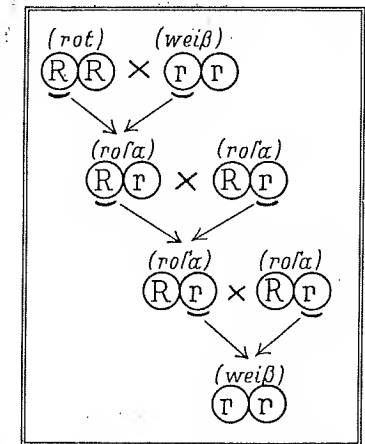 (rot) (weiß)
R R × r r
(roſa) (roſa)
R r × R r
(roſa) (roſa)
R r × R r
(weiß)
r r